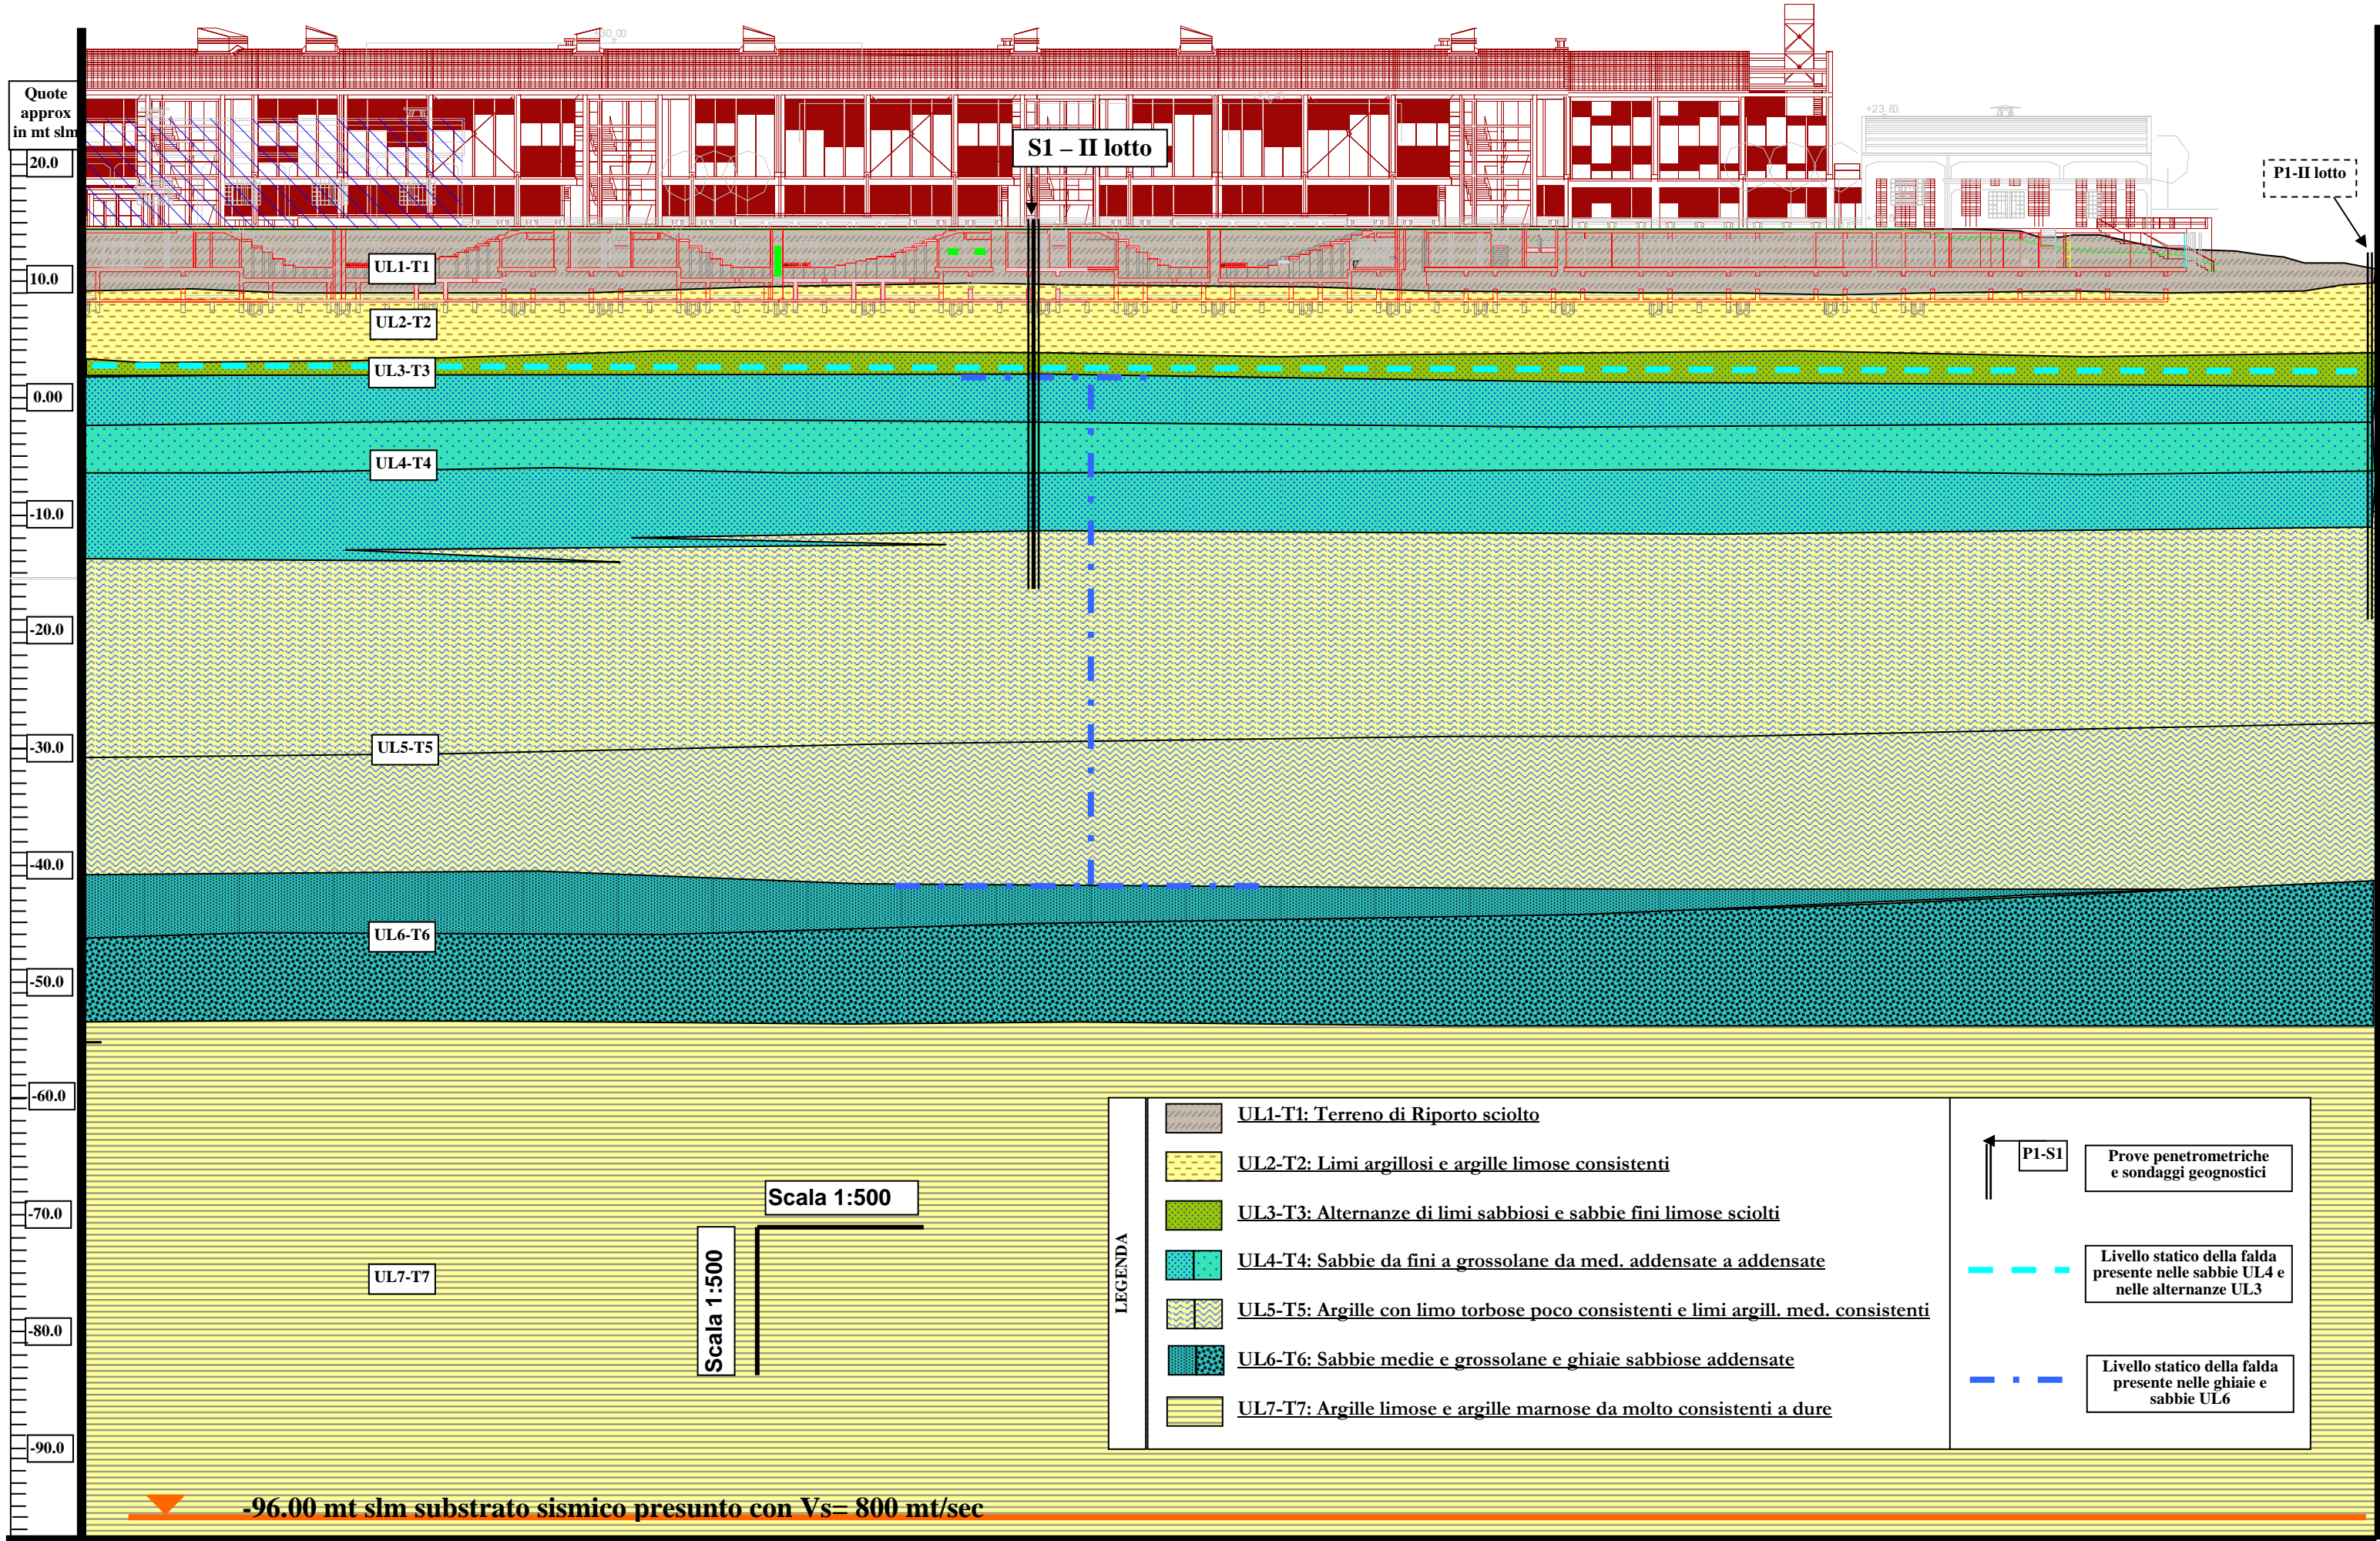 +30,00
Quote
approx
in mt slm
+23,83
S1 – II lotto
20.0
P1-II lotto
UL1-T1
10.0
UL2-T2
UL3-T3
0.00
UL4-T4
-10.0
-20.0
-30.0
UL5-T5
-40.0
UL6-T6
-50.0
-60.0
-70.0
UL7-T7
-80.0
-90.0
Scala 1:500
Scala 1:500
LEGENDA
UL1-T1: Terreno di Riporto sciolto
UL2-T2: Limi argillosi e argille limose consistenti
UL3-T3: Alternanze di limi sabbiosi e sabbie fini limose sciolti
UL4-T4: Sabbie da fini a grossolane da med. addensate a addensate
UL5-T5: Argille con limo torbose poco consistenti e limi argill. med. consistenti
UL6-T6: Sabbie medie e grossolane e ghiaie sabbiose addensate
UL7-T7: Argille limose e argille marnose da molto consistenti a dure
P1-S1
Prove penetrometriche
e sondaggi geognostici
Livello statico della falda
presente nelle sabbie UL4 e
nelle alternanze UL3
Livello statico della falda
presente nelle ghiaie e
sabbie UL6
-96.00 mt slm substrato sismico presunto con Vs= 800 mt/sec